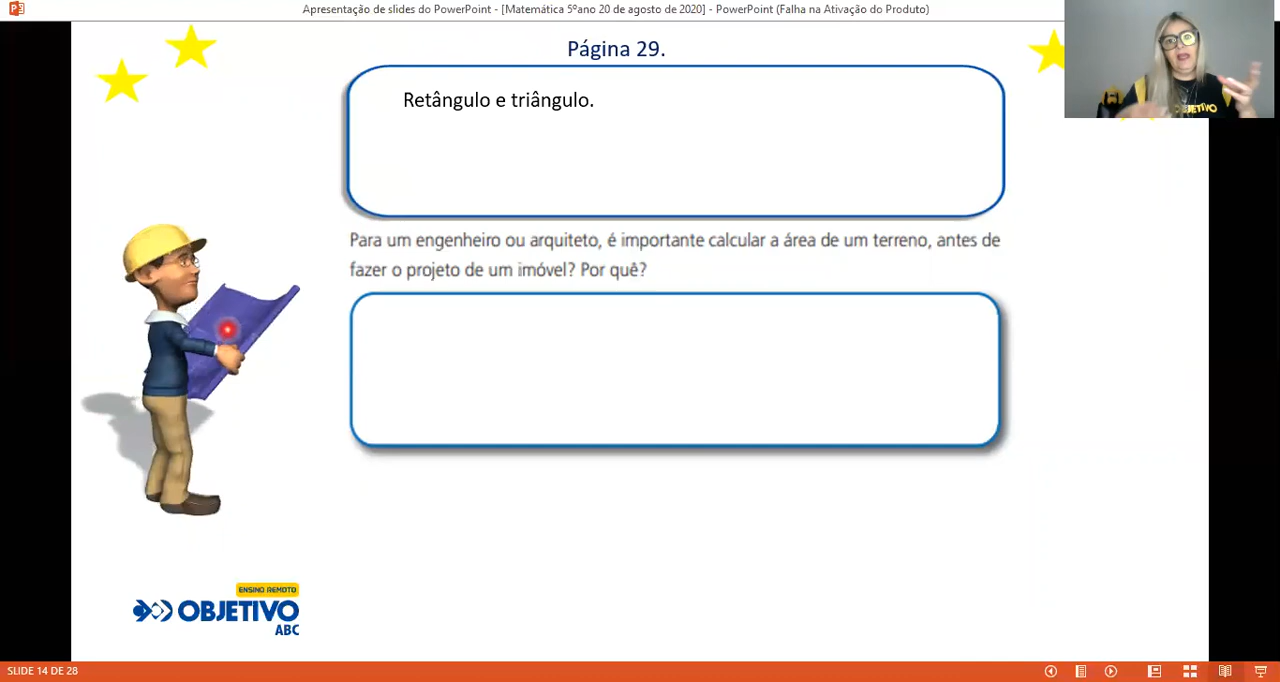 Apresentação de slides do PowerPoint - [Matemática 5ºano 20 de agosto de 2020] - PowerPoint (Falha na Ativação do Produto)
Página 29.
Retângulo e triângulo.
OBJETIVO
Para um engenheiro ou arquiteto, é importante calcular a área de um terreno, antes de
fazer o projeto de um imóvel? Por quê?
ENSINO REMOTO
OBJETIVO
ABC
SLIDE 14 DE 28